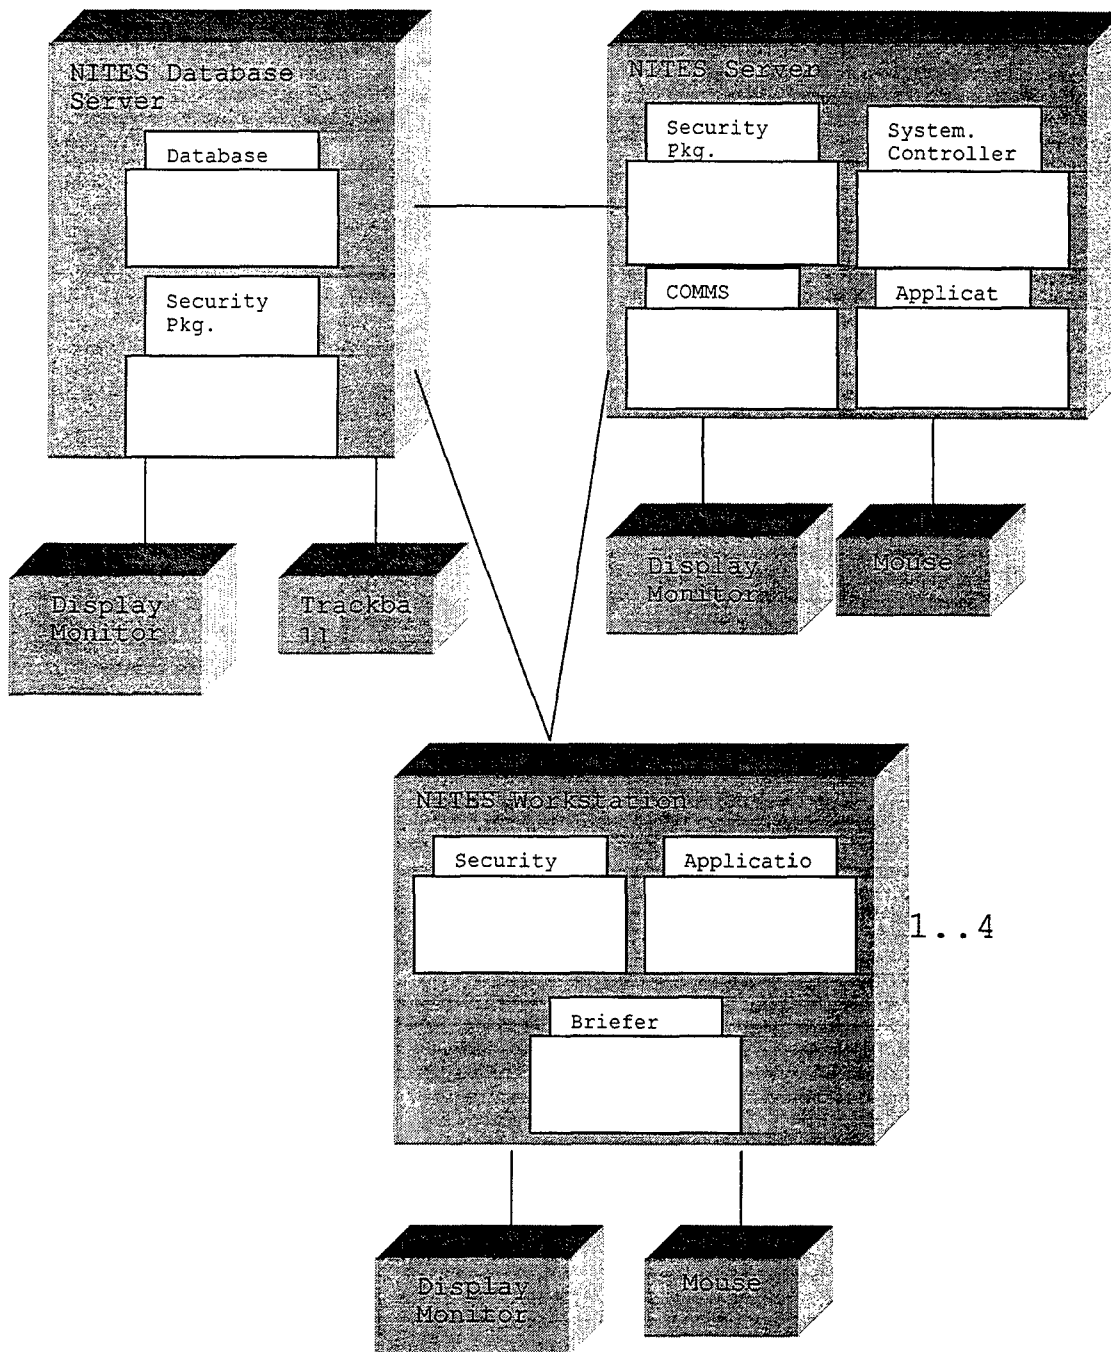 NITES Database
Server
Database
Security
Pkg.
NITES Server
Security
Pkg.
System.
Controller
COMMS
Applicat
Display
Monitor
Trackba
ll
Display
Monitor
Mouse
NITES Workstation
Security
Applicatio
1..4
Briefer
Display
Monitor
Mouse